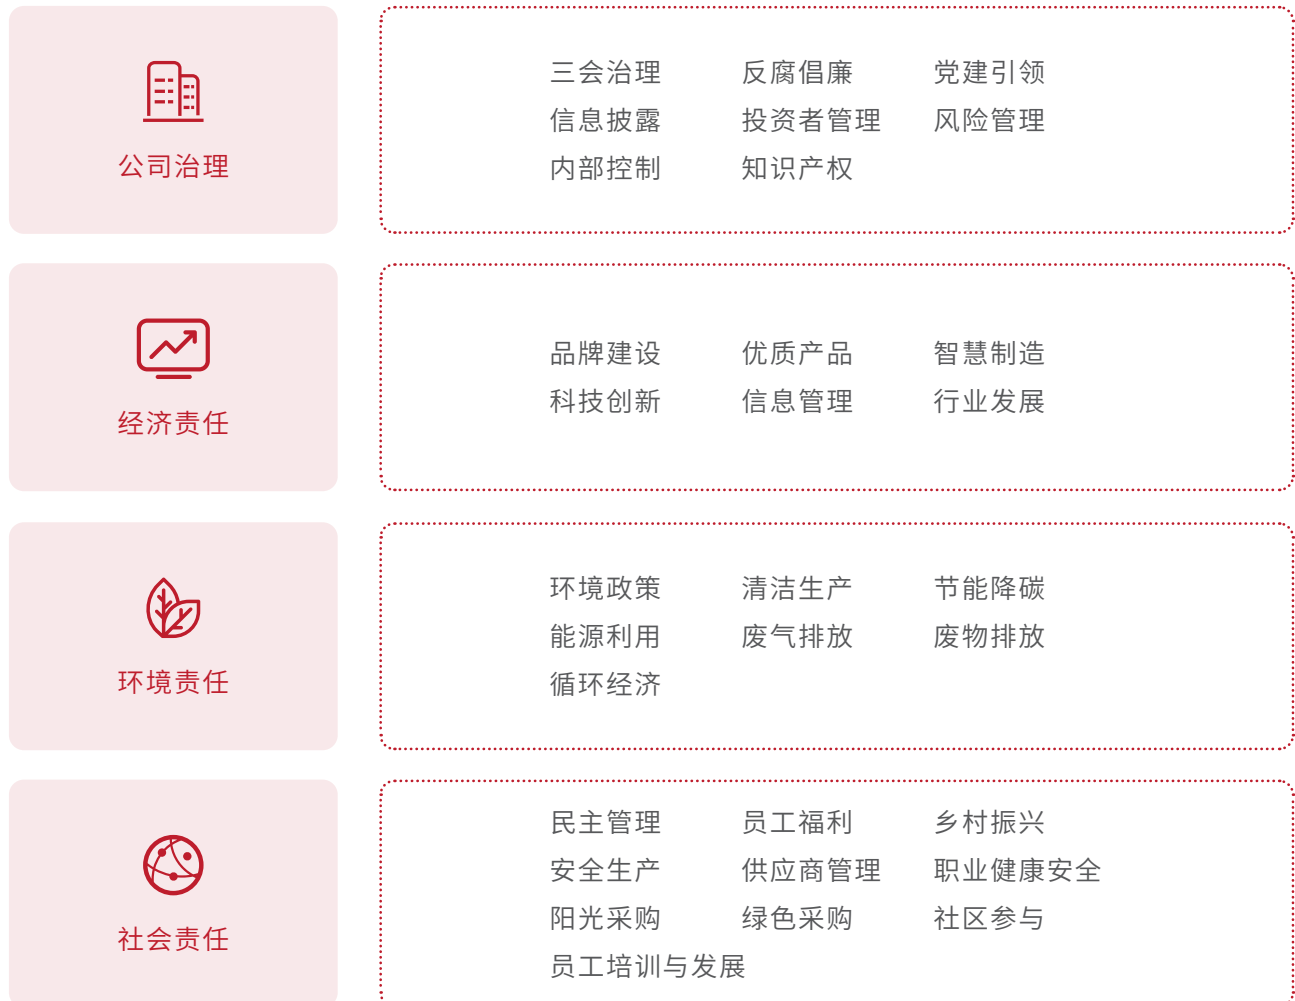 公司治理
三会治理 反腐倡廉 党建引领
信息披露 投资者管理 风险管理
内部控制 知识产权
经济责任
品牌建设 优质产品 智慧制造
科技创新 信息管理 行业发展
环境责任
环境政策 清洁生产 节能降碳
能源利用 废气排放 废物排放
循环经济
社会责任
民主管理 员工福利 乡村振兴
安全生产 供应商管理 职业健康安全
阳光采购 绿色采购 社区参与
员工培训与发展